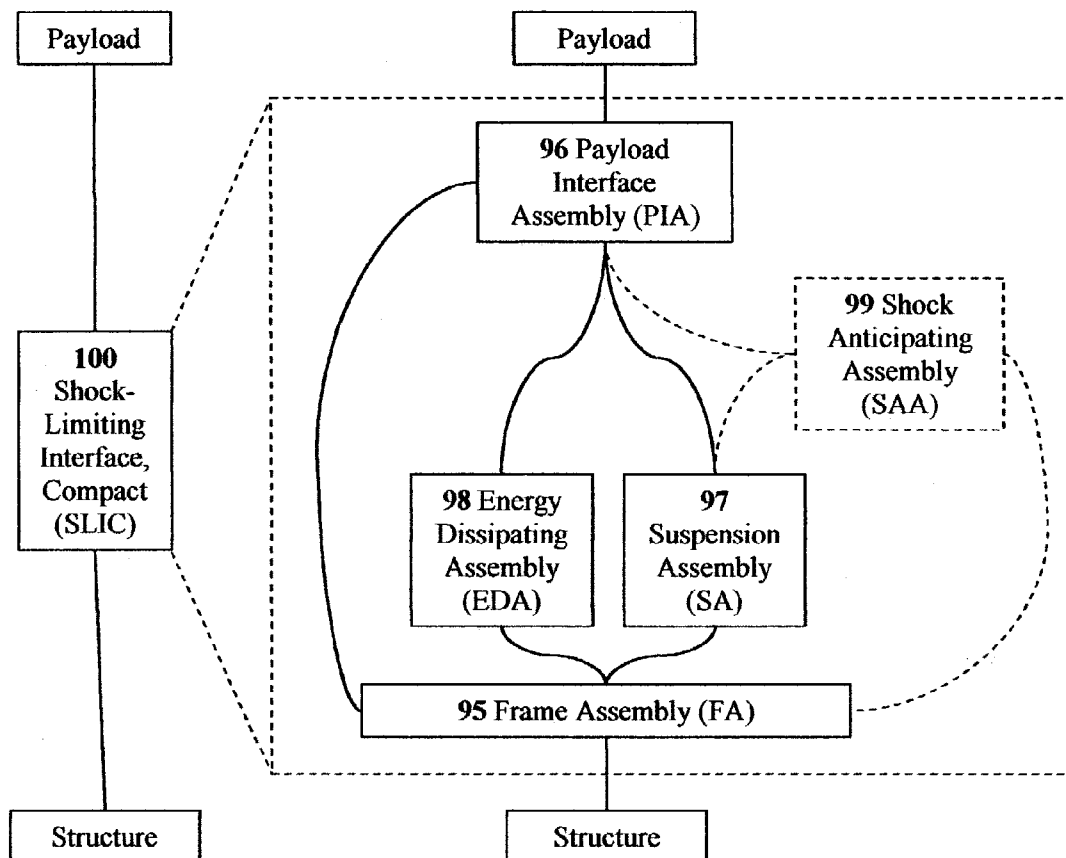 Payload
Payload
96 Payload
Interface
Assembly (PIA)
99 Shock
Anticipating
Assembly
(SAA)
100
Shock-
Limiting
Interface,
Compact
(SLIC)
98 Energy
Dissipating
Assembly
(EDA)
97
Suspension
Assembly
(SA)
95 Frame Assembly (FA)
Structure
Structure